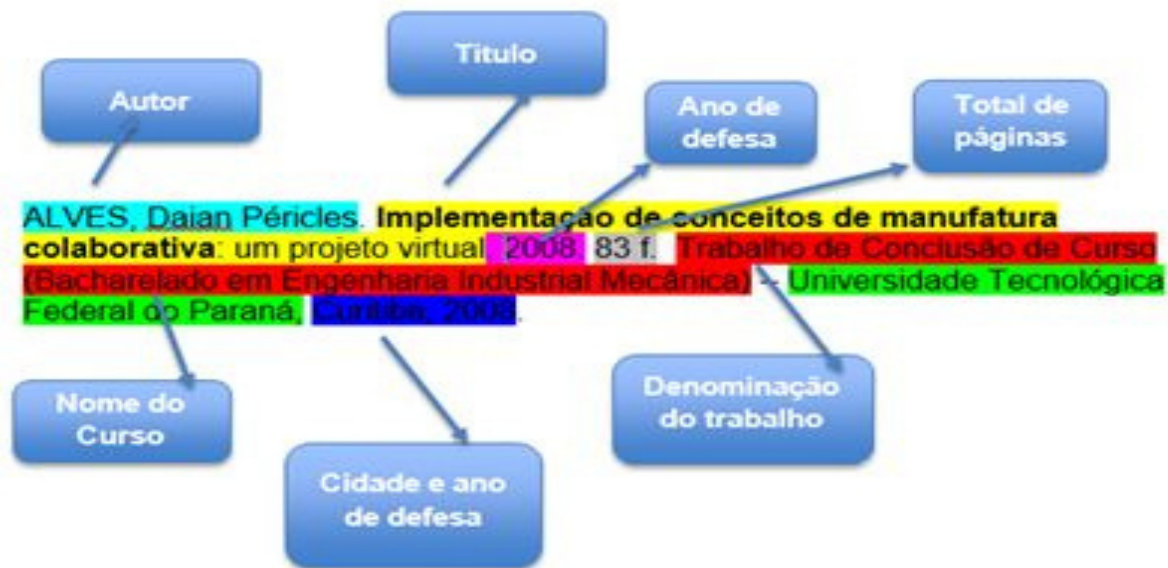 Titulo
Autor
Ano de
defesa
Total de
páginas
ALVES, Daian Péricles. Implementação de conceitos de manufatura
colaborativa: um projeto virtual 2008 83 f. Trabalho de Conclusão de Curso
(Bacharelado em Engenharia Industrial Mecânica) – Universidade Tecnológica
Federal do Paraná, Curitiba, 2008.
Nome do
Curso
Denominação
do trabalho
Cidade e ano
de defesa